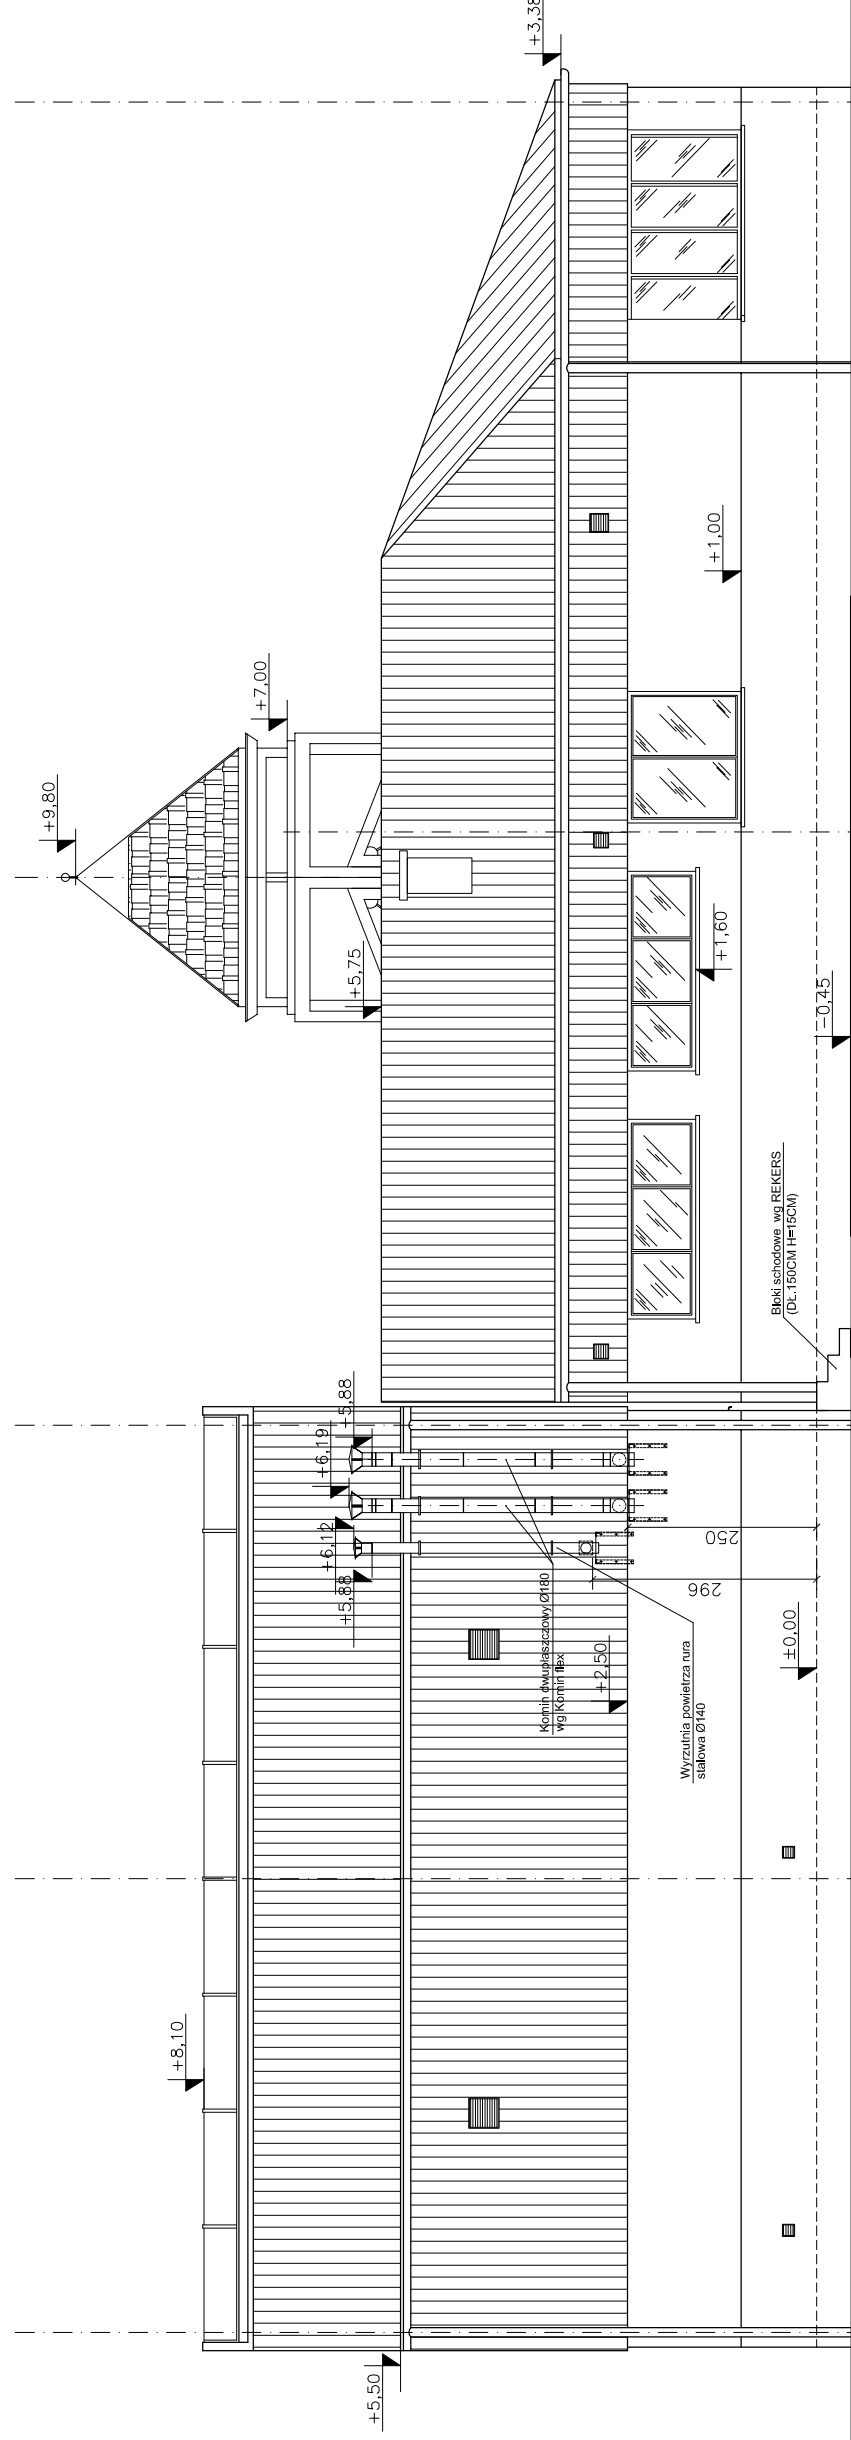 +8,10
+5,50
+6,12
+5,88
+6,19
+5,88
Komin dwupłaszczowy Ø180
wg Komin flex
+2,50
Wyrzutnia powietrza rura
stalowa Ø140
296
250
±0,00
Bloki schodowe wg REKERS
(DŁ.150CM H=15CM)
+9,80
+7,00
+5,75
+1,60
-0,45
+1,00
+3,38